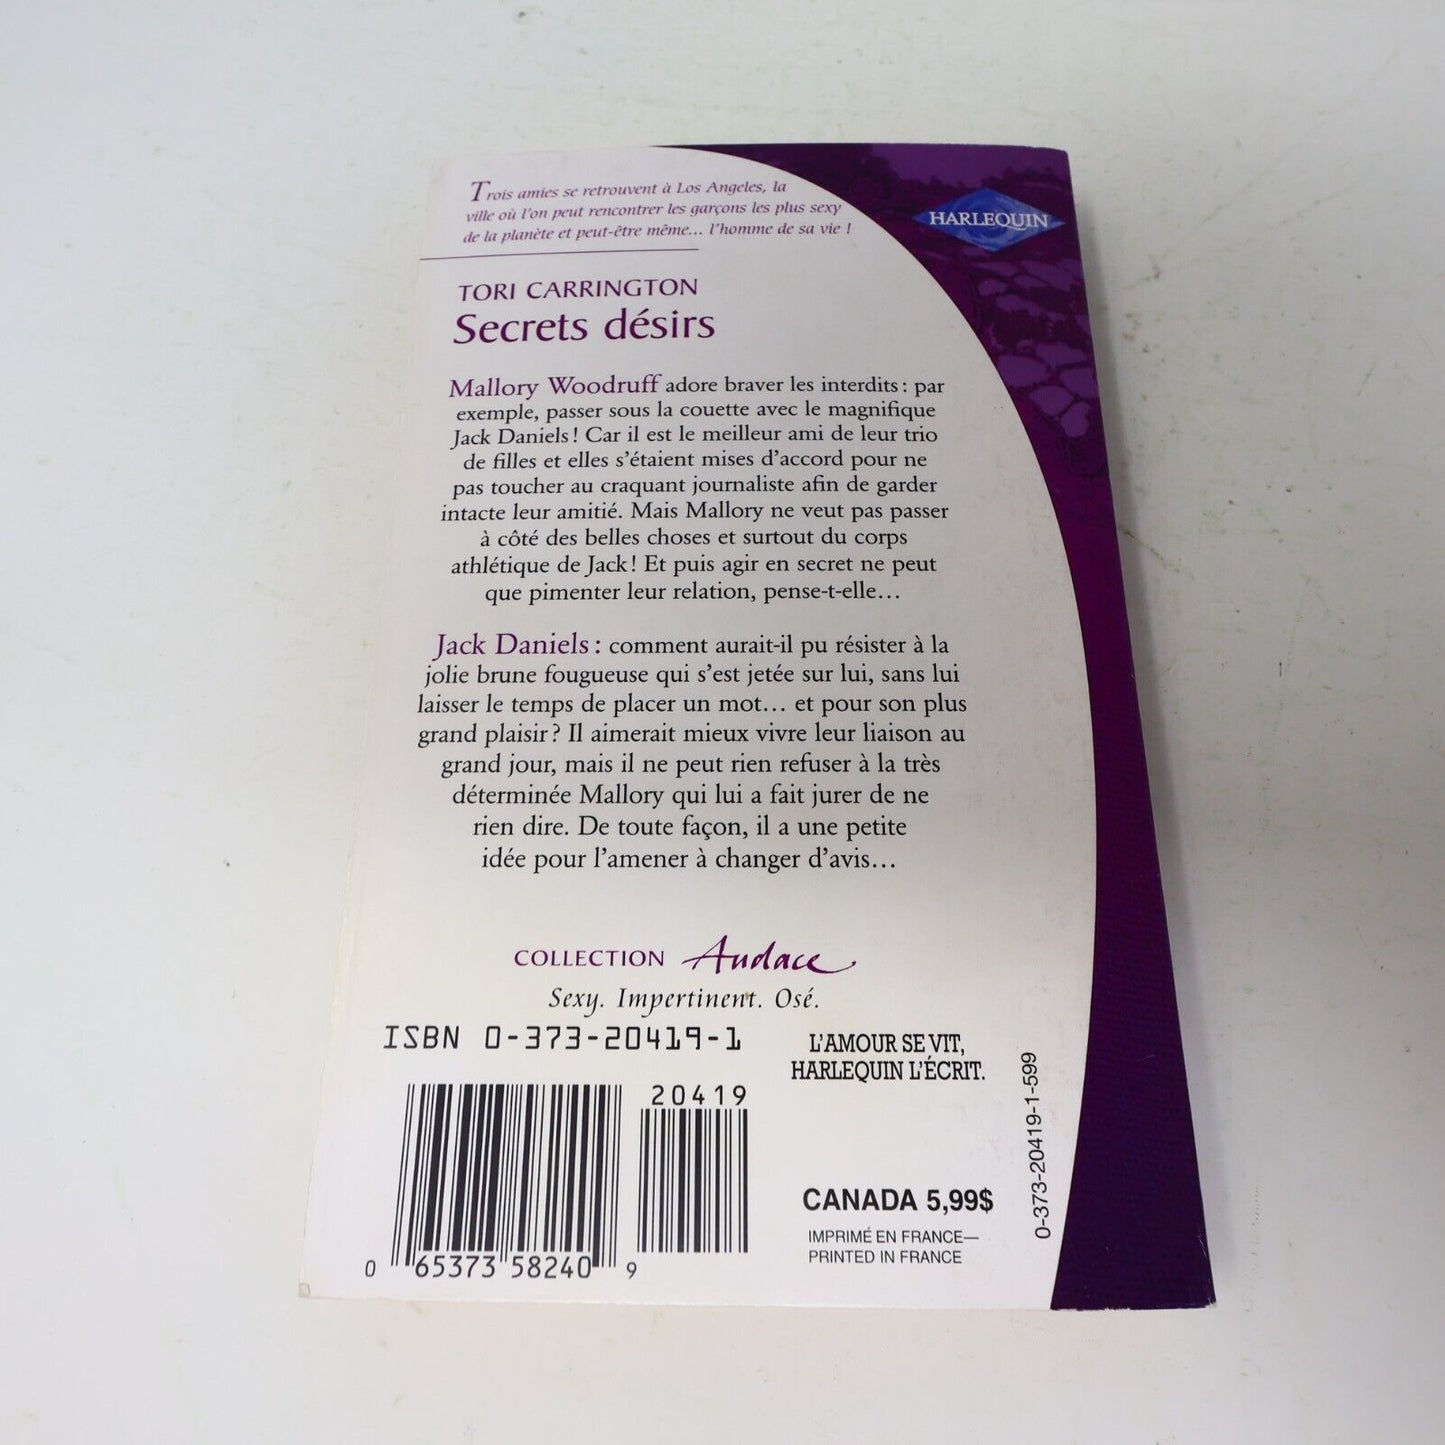 Trois amies se retrouvent à Los Angeles, la
ville où l'on peut rencontrer les garçons les plus sexy
de la planète et peut-être même... l'homme de sa vie !
HARLEQUIN
TORI CARRINGTON
Secrets désirs
Mallory Woodruff adore braver les interdits : par
exemple, passer sous la couette avec le magnifique
Jack Daniels ! Car il est le meilleur ami de leur trio
de filles et elles s'étaient mises d'accord pour ne
pas toucher au craquant journaliste afin de garder
intacte leur amitié. Mais Mallory ne veut pas passer
à côté des belles choses et surtout du corps
athlétique de Jack ! Et puis agir en secret ne peut
que pimenter leur relation, pense-t-elle...
Jack Daniels : comment aurait-il pu résister à la
jolie brune fougueuse qui s'est jetée sur lui, sans lui
laisser le temps de placer un mot... et pour son plus
grand plaisir ? Il aimerait mieux vivre leur liaison au
grand jour, mais il ne peut rien refuser à la très
déterminée Mallory qui lui a fait jurer de ne
rien dire. De toute façon, il a une petite
idée pour l'amener à changer d'avis...
COLLECTION Audace
Sexy. Impertinent. Osé.
ISBN 0-373-20419-1
L'AMOUR SE VIT,
HARLEQUIN L'ÉCRIT.
20419
0 65373 58240 9
CANADA 5,99$
IMPRIMÉ EN FRANCE—
PRINTED IN FRANCE
0-373-20419-1-599